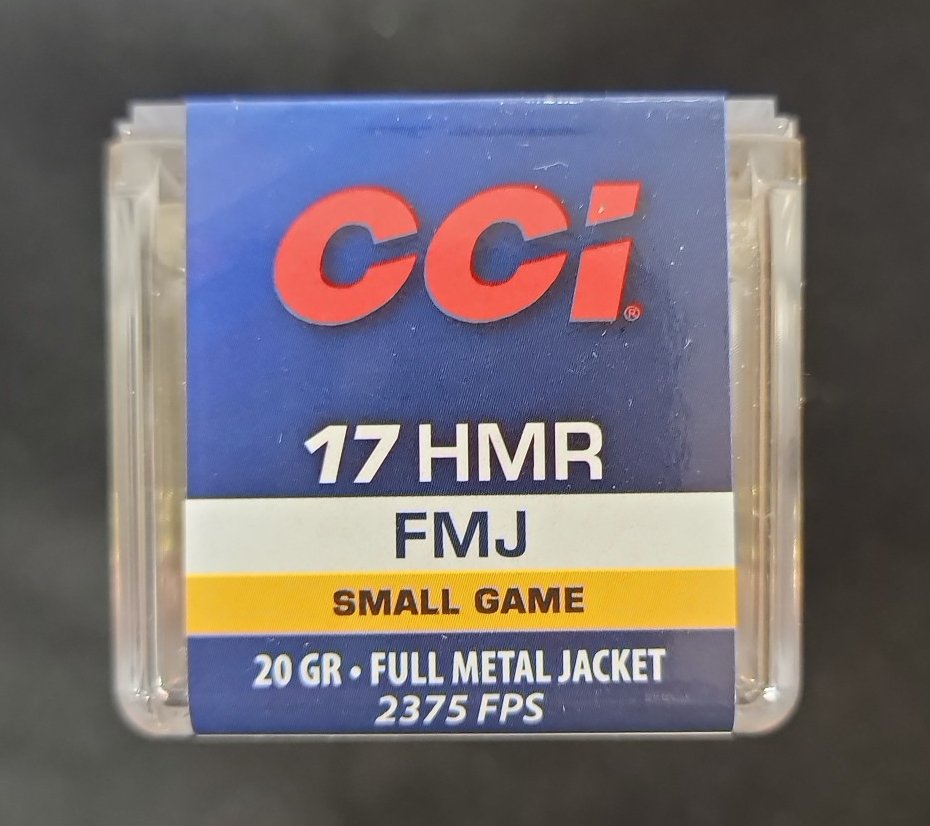 CCi®
17 HMR
FMJ
SMALL GAME
20 GR • FULL METAL JACKET
2375 FPS